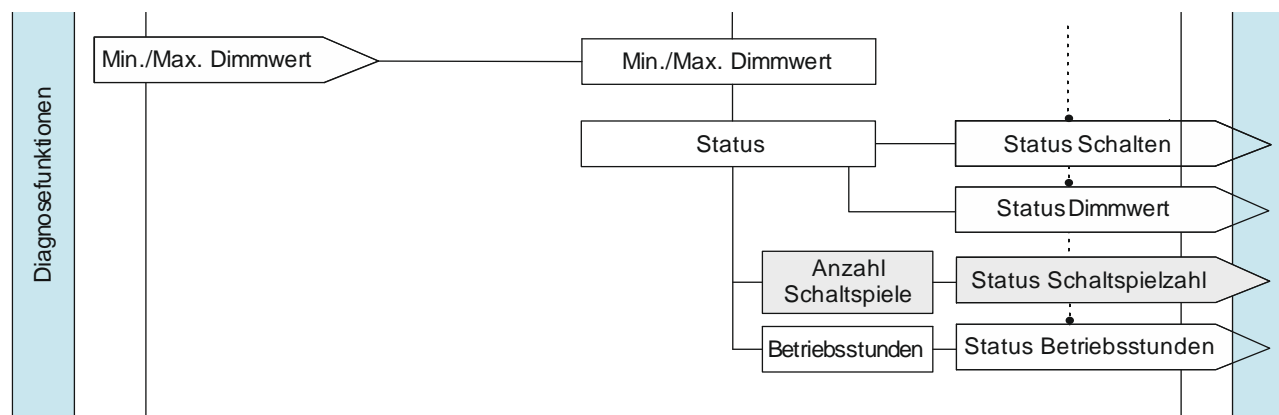 Diagnosefunktionen
Min./Max. Dimmwert
Min./Max. Dimmwert
Status
Status Schalten
Status Dimmwert
Anzahl
Schaltspiele
Status Schaltspielzahl
Betriebsstunden
Status Betriebsstunden